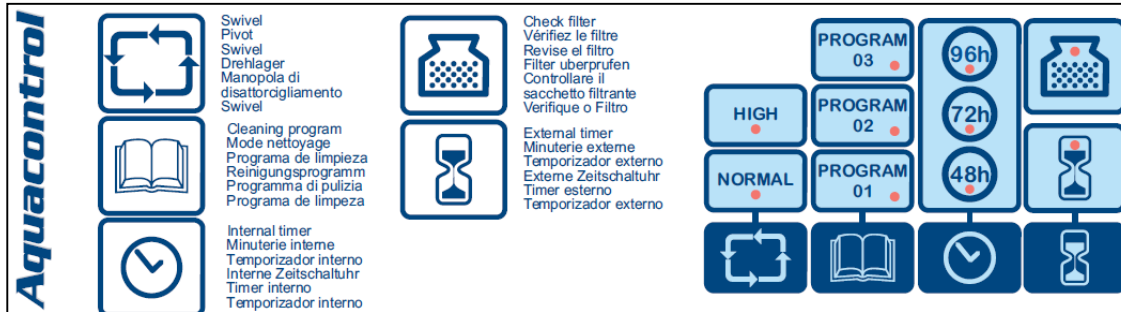 Aquacontrol
Swivel
Pivot
Swivel
Drehlager
Manopola di
disattorcigliamento
Swivel
Cleaning program
Mode nettoyage
Programa de limpieza
Reinigungsprogramm
Programma di pulizia
Programa de limpeza
Internal timer
Minuterie interne
Temporizador interno
Interne Zeitschaltuhr
Timer interno
Temporizador interno
Check filter
Vérifiez le filtre
Revise el filtro
Filter uberprufen
Controllare il
sacchetto filtrante
Verifique o Filtro
External timer
Minuterie externe
Temporizador externo
Externe Zeitschaltuhr
Timer esterno
Temporizador externo
HIGH
NORMAL
PROGRAM
03
PROGRAM
02
PROGRAM
01
96h
72h
48h